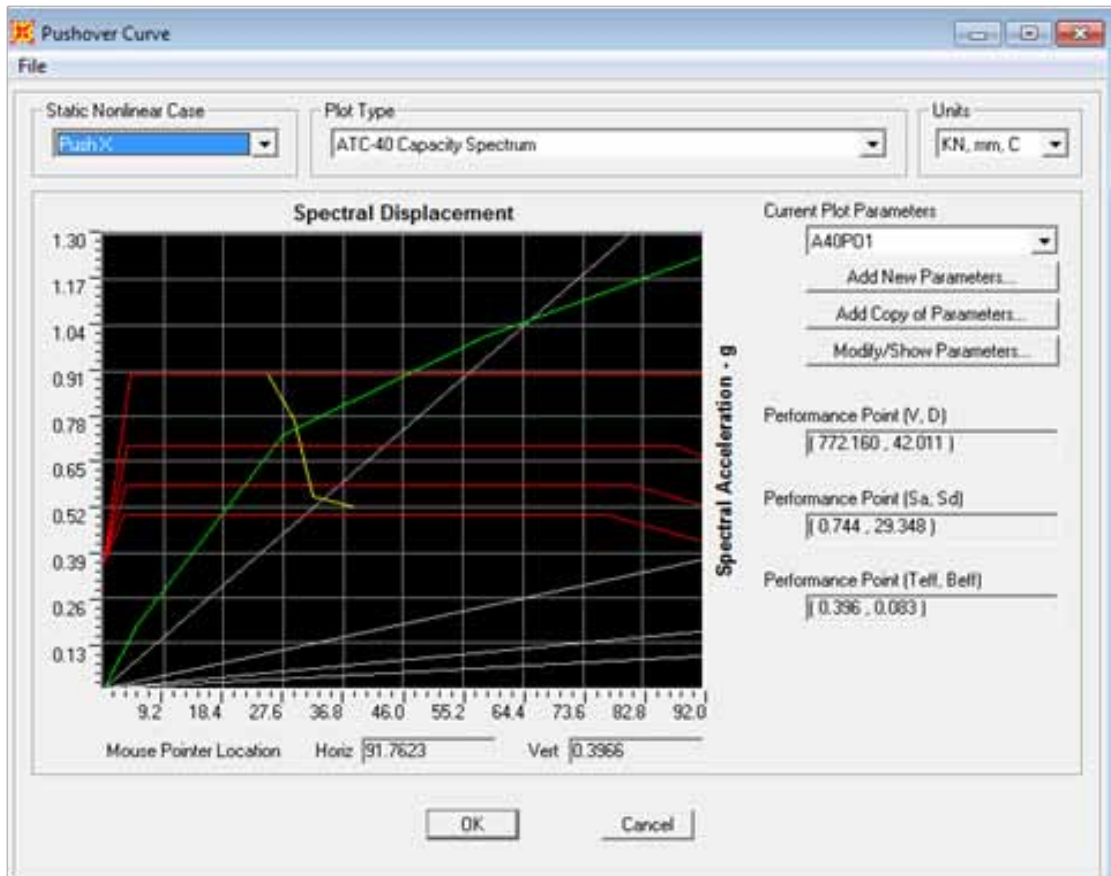 Pushover Curve
File
Static Nonlinear Case
Push X
Plot Type
ATC-40 Capacity Spectrum
Units
KN, mm, C
Spectral Displacement
1.30
1.17
1.04
0.91
0.78
0.65
0.52
0.39
0.26
0.13
9.2 18.4 27.6 36.8 46.0 55.2 64.4 73.6 82.8 92.0
Spectral Acceleration - g
Mouse Pointer Location Horiz 91.7623 Vert 0.3966
Current Plot Parameters
A40PO1
Add New Parameters...
Add Copy of Parameters...
Modify/Show Parameters...
Performance Point (V, D)
( 772.160 , 42.011 )
Performance Point (Sa, Sd)
( 0.744 , 29.348 )
Performance Point (Teff, Beff)
( 0.396 , 0.083 )
OK Cancel